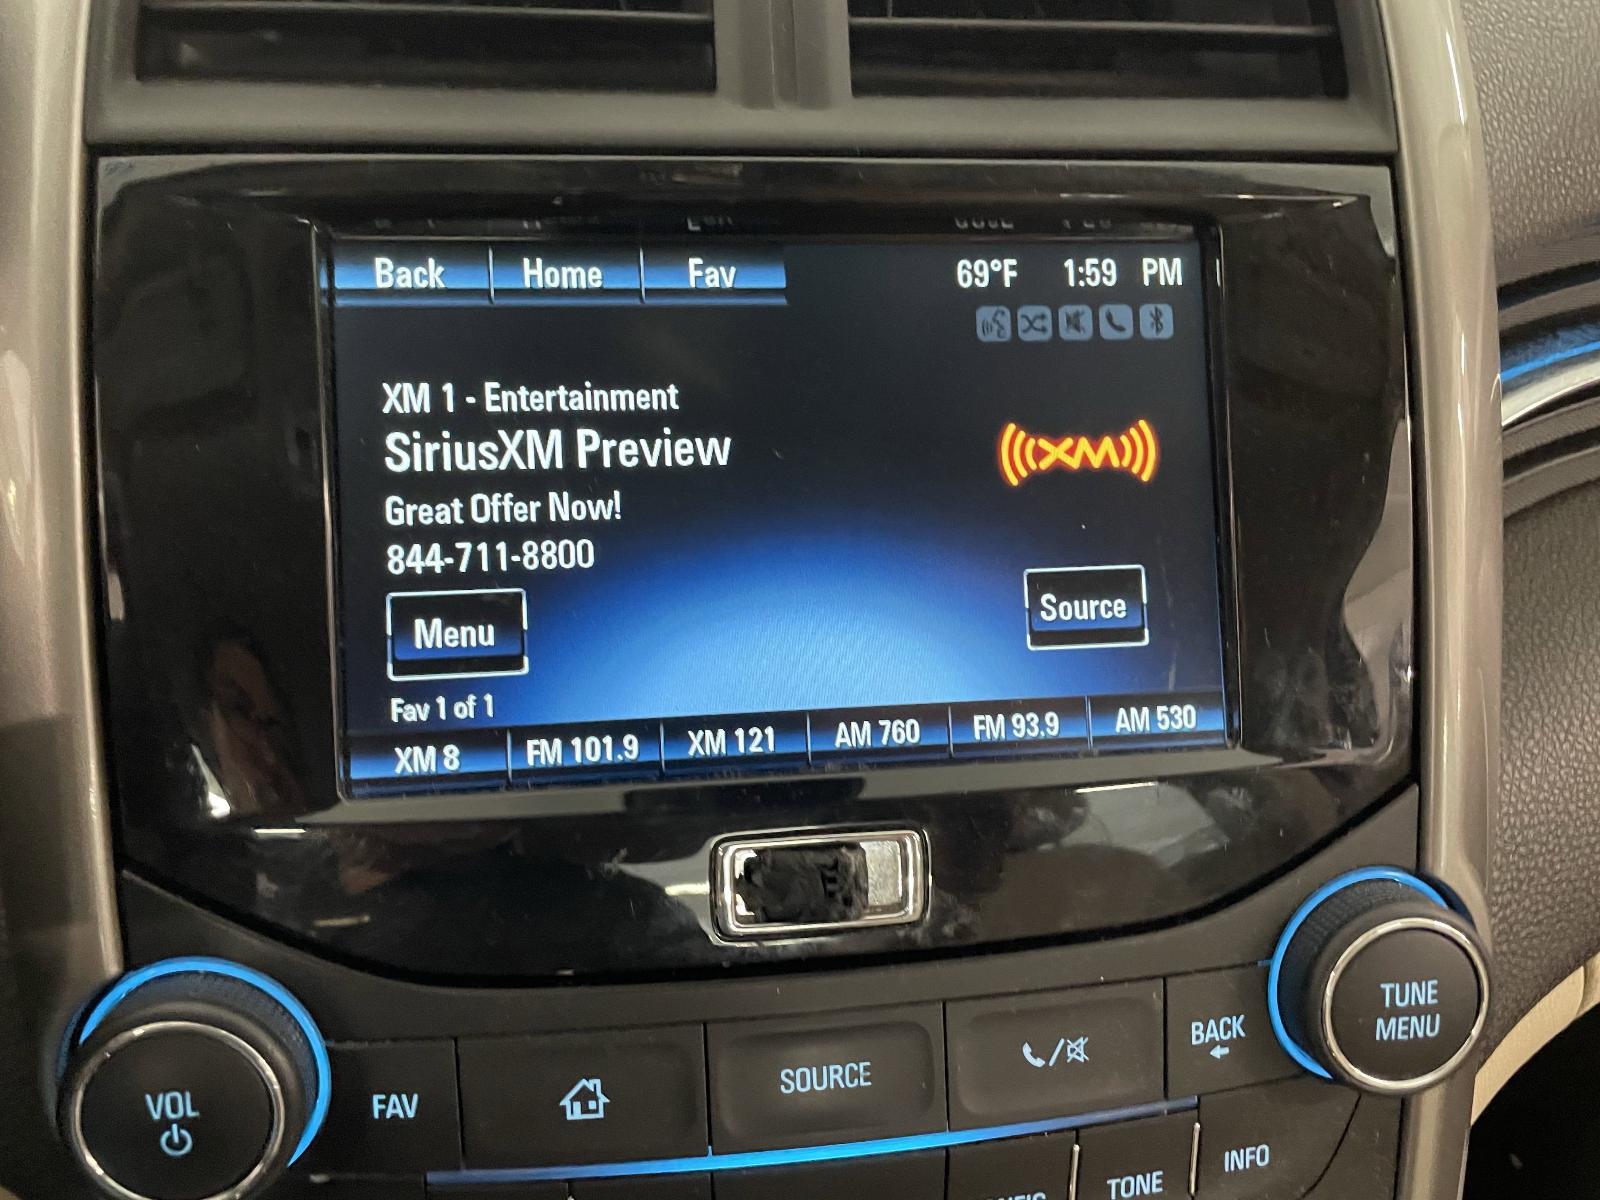 Back Home Fav 69°F 1:59 PM
XM 1 - Entertainment
SiriusXM Preview
((((XM))))
Great Offer Now!
844-711-8800
Menu
Source
Fav 1 of 1
XM 8 FM 101.9 XM 121 AM 760 FM 93.9 AM 530
VOL
FAV
SOURCE
BACK
TUNE
MENU
TONE
INFO